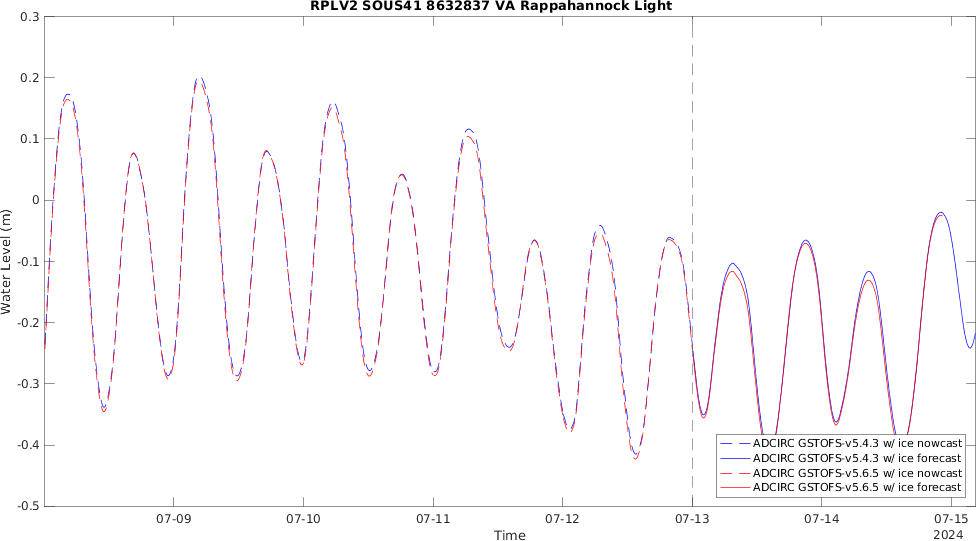 RPLV2 SOUS41 8632837 VA Rappahannock Light
0.3
0.2
0.1
0
-0.1
-0.2
-0.3
-0.4
-0.5
Water Level (m)
07-09
07-10
07-11
07-12
07-13
07-14
07-15
2024
Time
ADCIRC GSTOFS-v5.4.3 w/ ice nowcast
ADCIRC GSTOFS-v5.4.3 w/ ice forecast
ADCIRC GSTOFS-v5.6.5 w/ ice nowcast
ADCIRC GSTOFS-v5.6.5 w/ ice forecast